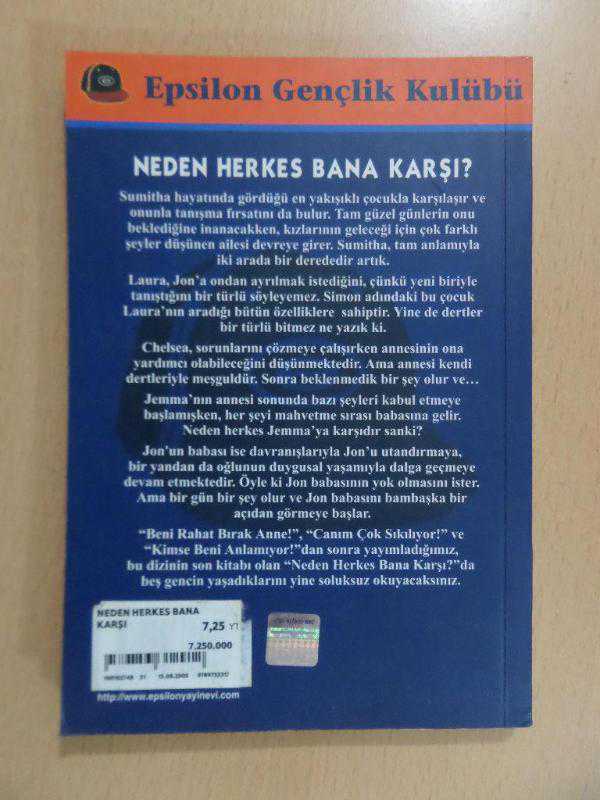 Epsilon Gençlik Kulübü
NEDEN HERKES BANA KARŞI?
Sumitha hayatında gördüğü en yakışıklı çocukla karşılaşır ve
onunla tanışma fırsatını da bulur. Tam güzel günlerin onu
beklediğine inanacakken, kızlarının geleceği için çok farklı
şeyler düşünen ailesi devreye girer. Sumitha, tam anlamıyla
iki arada bir derededir artık.
Laura, Jon'a ondan ayrılmak istediğini, çünkü yeni biriyle
tanıştığını bir türlü söyleyemez. Simon adındaki bu çocuk
Laura'nın aradığı bütün özelliklere sahiptir. Yine de dertler
bir türlü bitmez ne yazık ki.
Chelsea, sorunlarını çözmeye çalışırken annesinin ona
yardımcı olabileceğini düşünmektedir. Ama annesi kendi
dertleriyle meşguldür. Sonra beklenmedik bir şey olur ve...
Jemma'nın annesi sonunda bazı şeyleri kabul etmeye
başlamışken, her şeyi mahvetme sırası babasına gelir.
Neden herkes Jemma'ya karşıdır sanki?
Jon'un babası ise davranışlarıyla Jon'u utandırmaya,
bir yandan da oğlunun duygusal yaşamıyla dalga geçmeye
devam etmektedir. Öyle ki Jon babasının yok olmasını ister.
Ama bir gün bir şey olur ve Jon babasını bambaşka bir
açıdan görmeye başlar.
“Beni Rahat Bırak Anne!”, “Canım Çok Sıkılıyor!” ve
“Kimse Beni Anlamıyor!”dan sonra yayımladığımız,
bu dizinin son kitabı olan “Neden Herkes Bana Karşı?”da
beş gencin yaşadıklarını yine soluksuz okuyacaksınız.
NEDEN HERKES BANA
KARŞI
7,25 YT
7.250.000
http://www.epsilonyayinevi.com